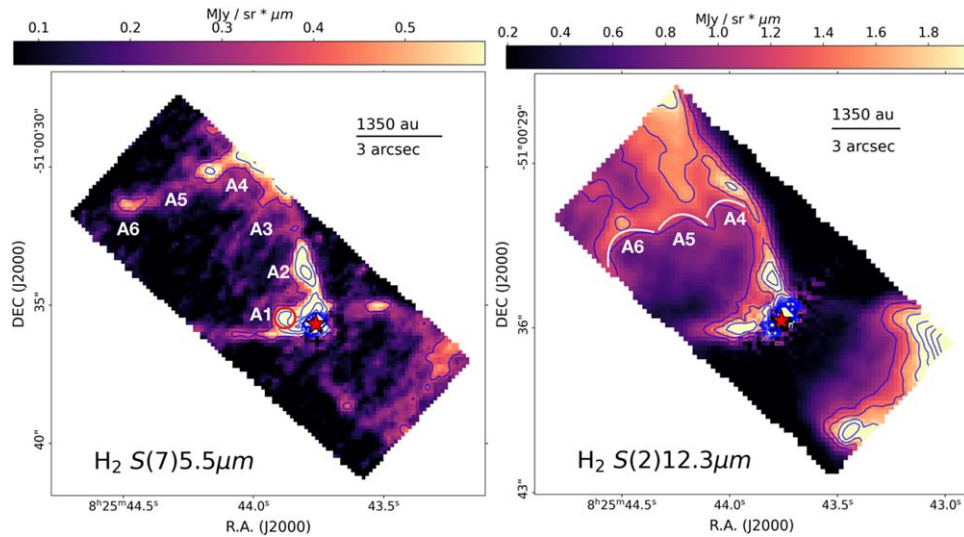 MJy / sr * μm
0.1 0.2 0.3 0.4 0.5
1350 au
3 arcsec
-51°00'30"
35"
40"
DEC (J2000)
A4
A5
A6
A3
A2
A1
H₂ S(7)5.5μm
8ʰ25ᵐ44.5ˢ 44.0ˢ 43.5ˢ
R.A. (J2000)
MJy / sr * μm
0.2 0.4 0.6 0.8 1.0 1.2 1.4 1.6 1.8
1350 au
3 arcsec
-51°00'29"
36"
43"
DEC (J2000)
A4
A5
A6
H₂ S(2)12.3μm
8ʰ25ᵐ44.5ˢ 44.0ˢ 43.5ˢ 43.0ˢ
R.A. (J2000)